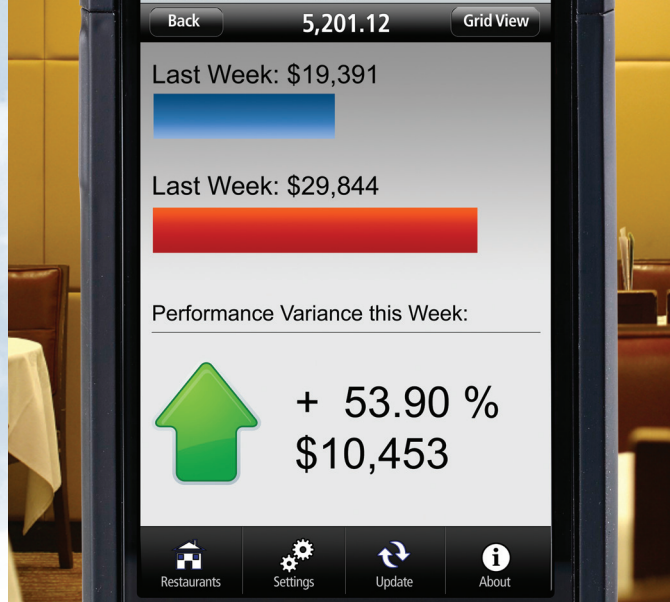 Back 5,201.12 Grid View
Last Week: $19,391
Last Week: $29,844
Performance Variance this Week:
+ 53.90 %
$10,453
Restaurants Settings Update About